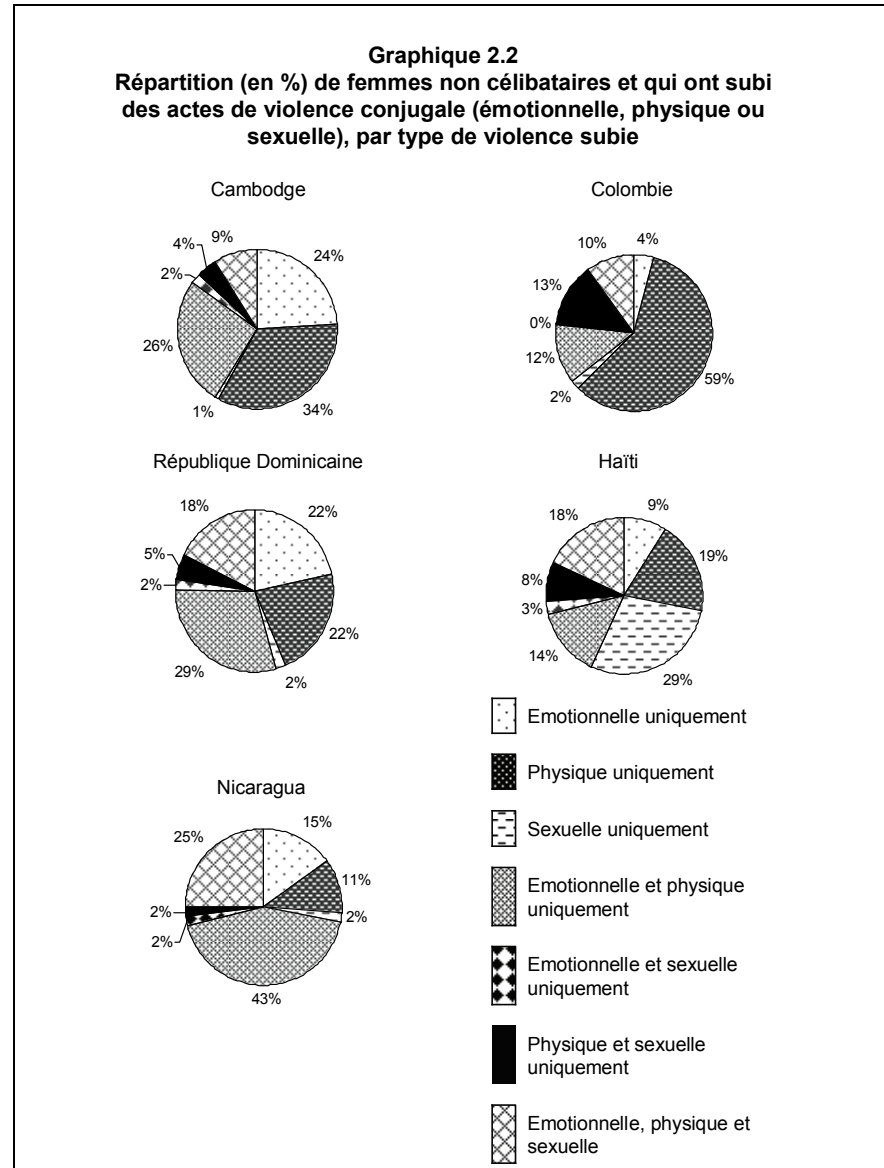 Graphique 2.2
Répartition (en %) de femmes non célibataires et qui ont subi
des actes de violence conjugale (émotionnelle, physique ou
sexuelle), par type de violence subie
Cambodge
4%
9%
24%
2%
26%
1%
34%
Colombie
10%
4%
13%
0%
12%
2%
59%
République Dominicaine
18%
22%
5%
2%
22%
29%
2%
Haïti
18%
9%
19%
8%
3%
14%
29%
Nicaragua
25%
15%
11%
2%
2%
2%
43%
Emotionnelle uniquement
Physique uniquement
Sexuelle uniquement
Emotionnelle et physique
uniquement
Emotionnelle et sexuelle
uniquement
Physique et sexuelle
uniquement
Emotionnelle, physique et
sexuelle